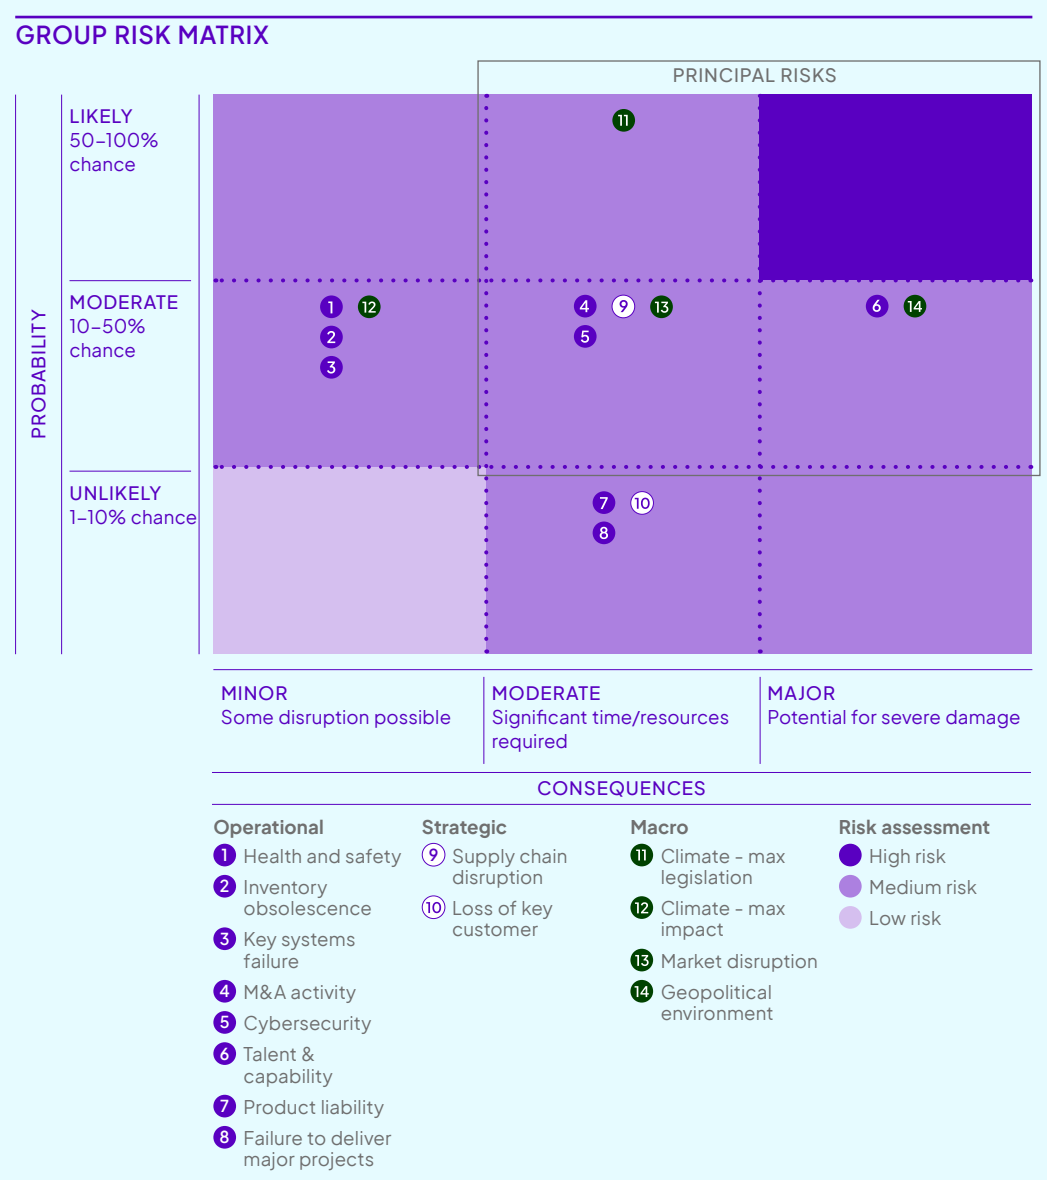 GROUP RISK MATRIX
PRINCIPAL RISKS
PROBABILITY
LIKELY
50–100%
chance
11
MODERATE
10–50%
chance
1 12
2
3
4 9 13
5
6 14
UNLIKELY
1–10% chance
7 10
8
MINOR
Some disruption possible
MODERATE
Significant time/resources
required
MAJOR
Potential for severe damage
CONSEQUENCES
Operational
1 Health and safety
2 Inventory
obsolescence
3 Key systems
failure
4 M&A activity
5 Cybersecurity
6 Talent &
capability
7 Product liability
8 Failure to deliver
major projects
Strategic
9 Supply chain
disruption
10 Loss of key
customer
Macro
11 Climate - max
legislation
12 Climate - max
impact
13 Market disruption
14 Geopolitical
environment
Risk assessment
High risk
Medium risk
Low risk